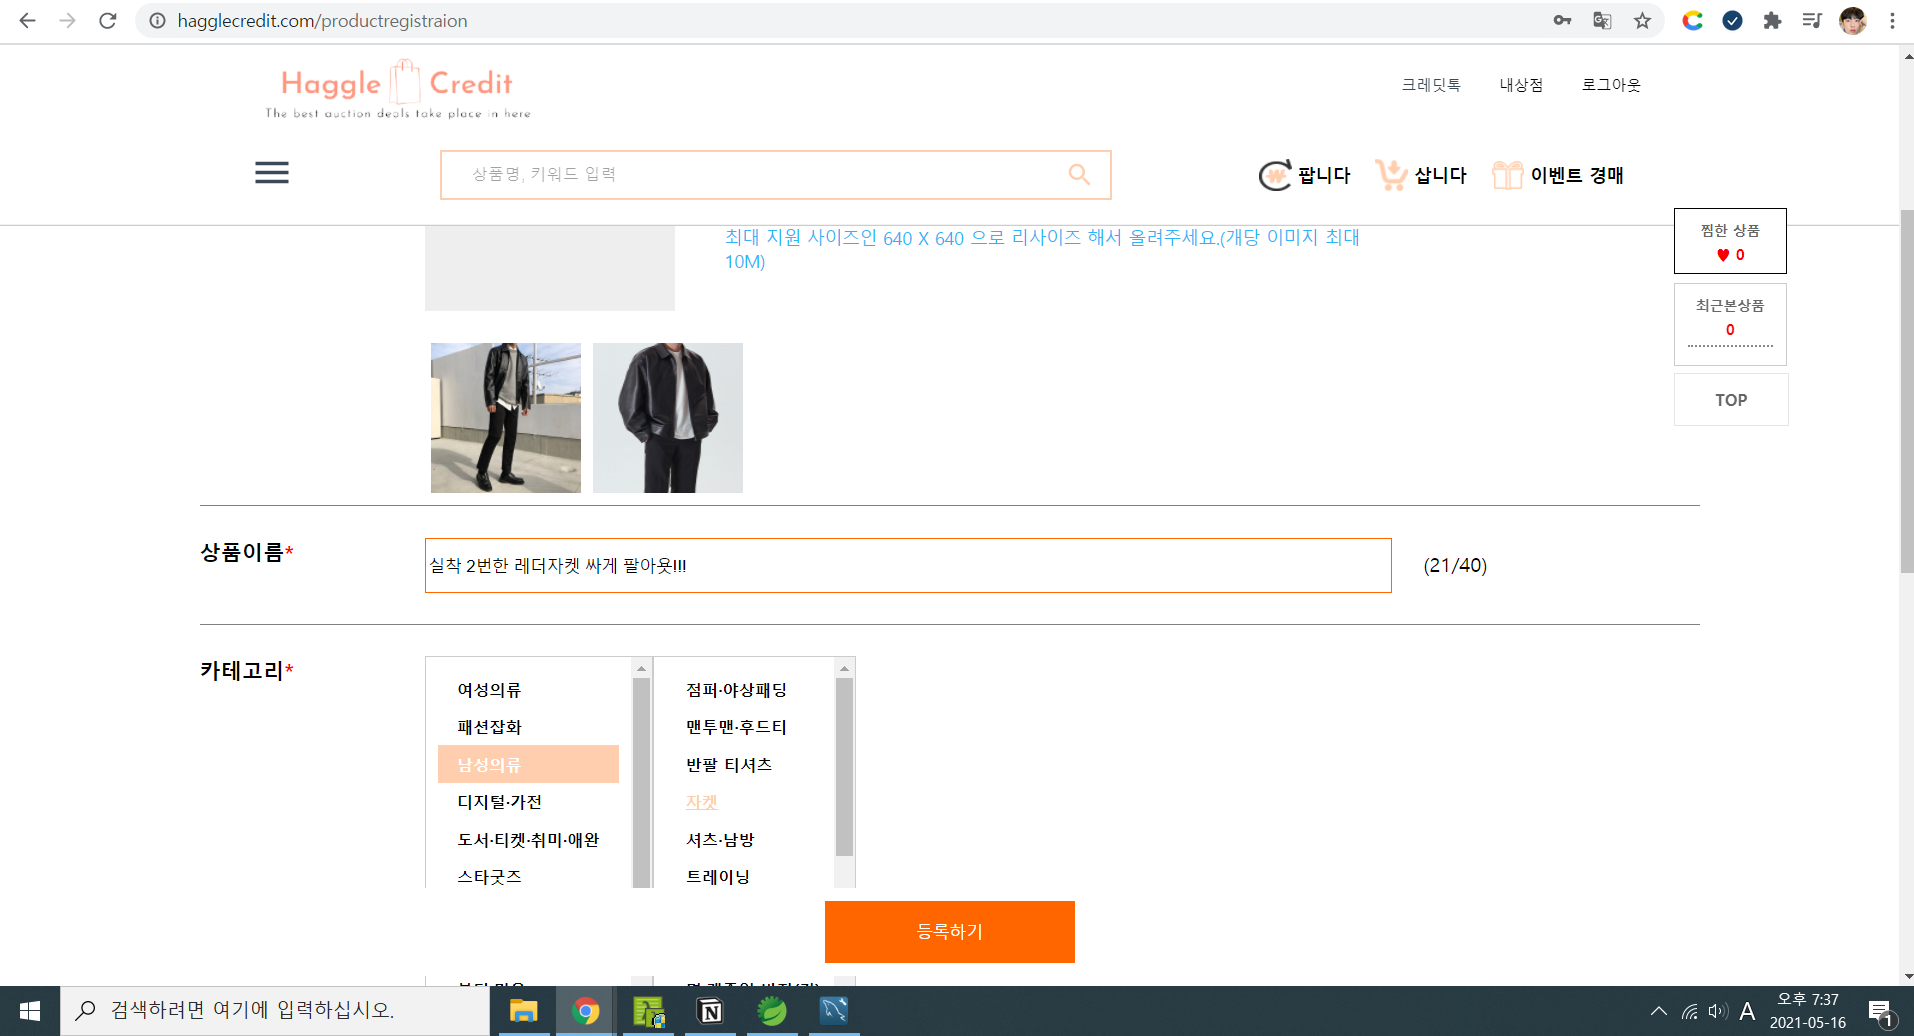 hagglecredit.com/productregistraion
Haggle Credit
The best auction deals take place in here
크레딧톡 내상점 로그아웃
상품명, 키워드 입력
팝니다 삽니다 이벤트 경매
최대 지원 사이즈인 640 X 640 으로 리사이즈 해서 올려주세요.(개당 이미지 최대
10M)
찜한 상품
♥ 0
최근본상품
0
TOP
상품이름*
실착 2번한 레더자켓 싸게 팔아욧!!!
(21/40)
카테고리*
여성의류
패션잡화
남성의류
디지털·가전
도서·티켓·취미·애완
스타굿즈
점퍼·야상패딩
맨투맨·후드티
반팔 티셔츠
자켓
셔츠·남방
트레이닝
등록하기
검색하려면 여기에 입력하십시오.
A
오후 7:37
2021-05-16
1